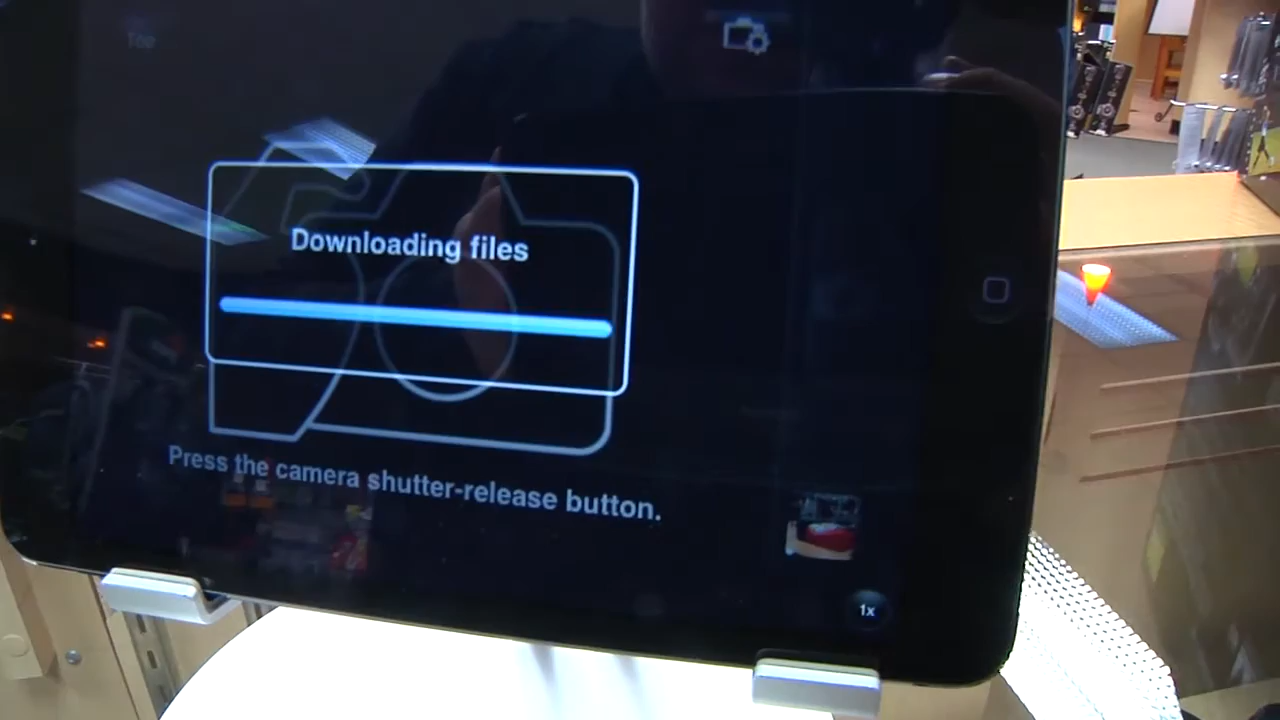 Downloading files
Press the camera shutter-release button.
1x